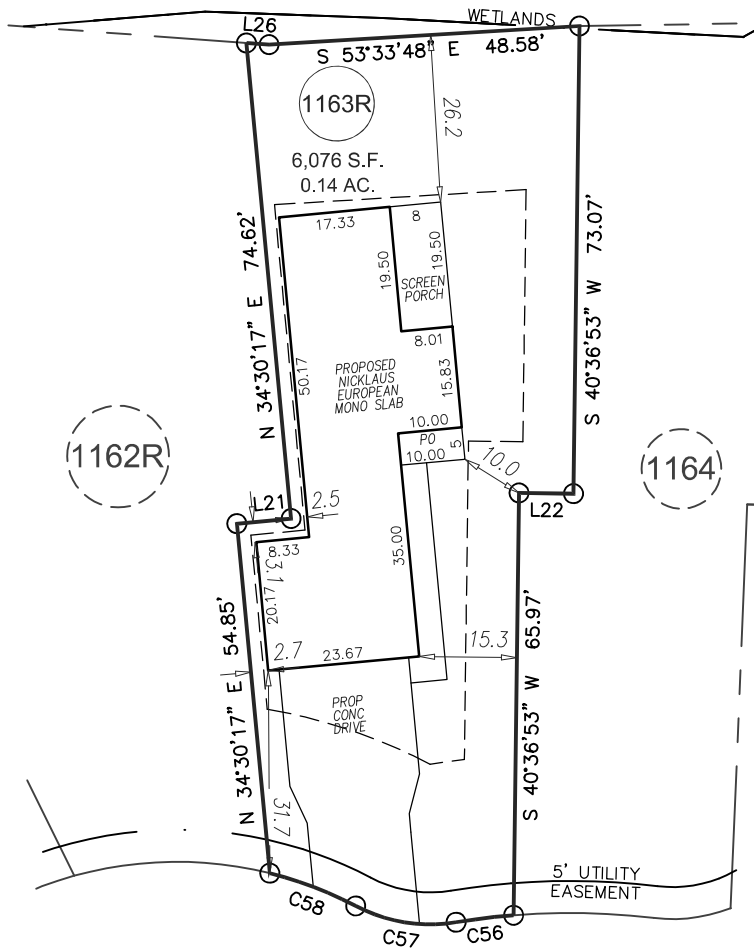 WETLANDS
L26
S 53°33'48" E 48.58'
1163R
6,076 S.F.
0.14 AC.
26.2
17.33
8
19.50
19.50
SCREEN
PORCH
8.01
N 34°30'17" E 74.62'
S 40°36'53" W 73.07'
50.17
PROPOSED
NICKLAUS
EUROPEAN
MONO SLAB
15.83
10.00
PO
5
10.00
10.0
1162R
1164
L21
2.5
L22
8.33
3.1
20.17
35.00
2.7
23.67
15.3
N 34°30'17" E 54.85'
S 40°36'53" W 65.97'
PROP
CONC
DRIVE
31.7
5' UTILITY
EASEMENT
C58
C57
C56